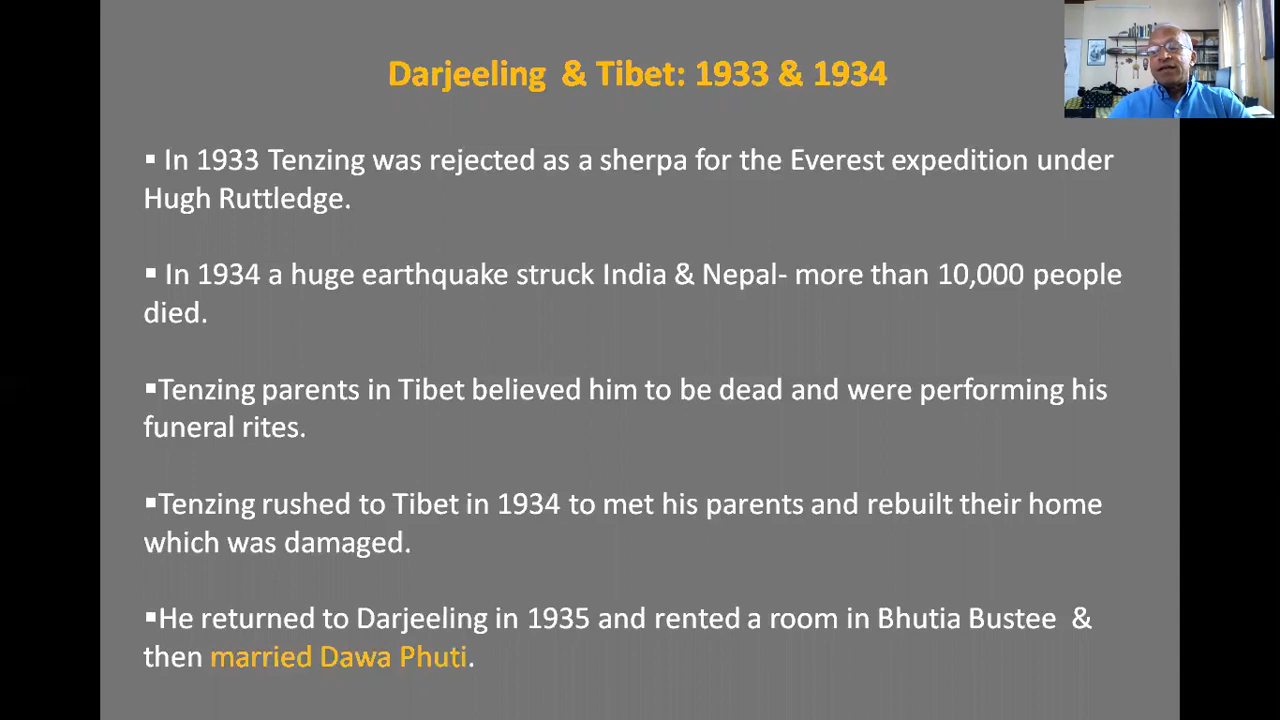 Darjeeling & Tibet: 1933 & 1934
▪ In 1933 Tenzing was rejected as a sherpa for the Everest expedition under
Hugh Ruttledge.
▪ In 1934 a huge earthquake struck India & Nepal- more than 10,000 people
died.
▪Tenzing parents in Tibet believed him to be dead and were performing his
funeral rites.
▪Tenzing rushed to Tibet in 1934 to met his parents and rebuilt their home
which was damaged.
▪He returned to Darjeeling in 1935 and rented a room in Bhutia Bustee &
then married Dawa Phuti.